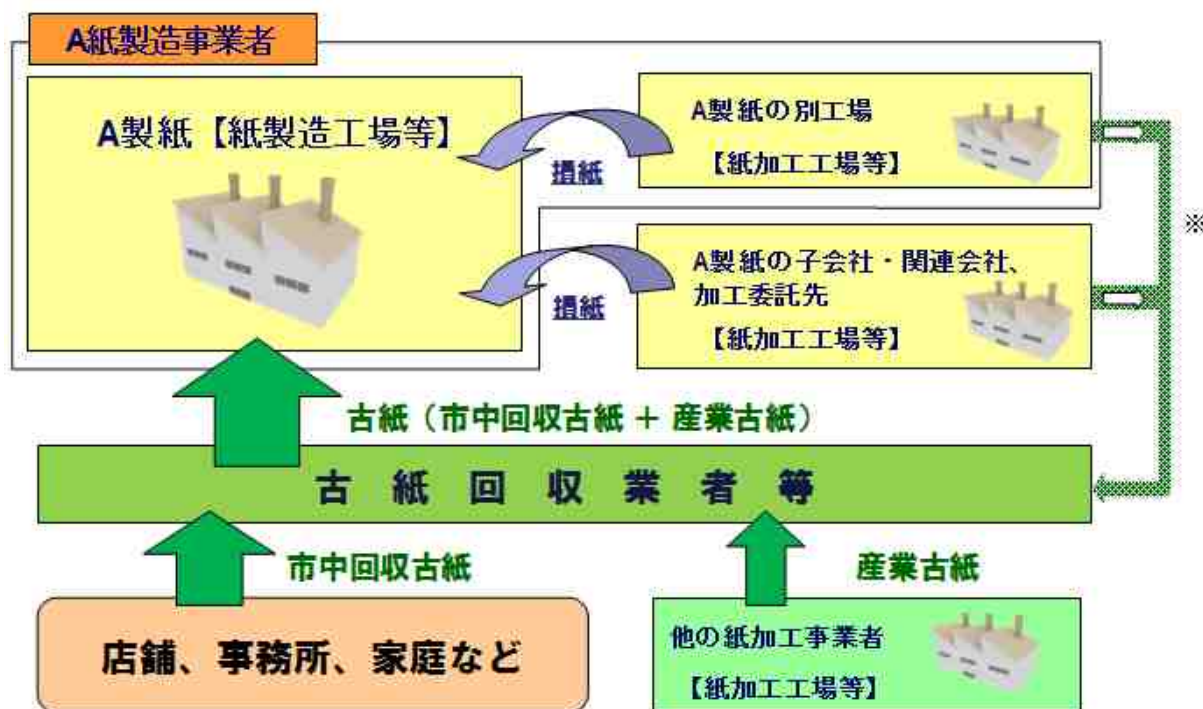 A紙製造事業者
A製紙【紙製造工場等】
A製紙の別工場
【紙加工工場等】
損紙
※
A製紙の子会社・関連会社、
加工委託先
【紙加工工場等】
損紙
古紙(市中回収古紙 + 産業古紙)
古紙回収業者等
市中回収古紙
産業古紙
店舗、事務所、家庭など
他の紙加工事業者
【紙加工工場等】